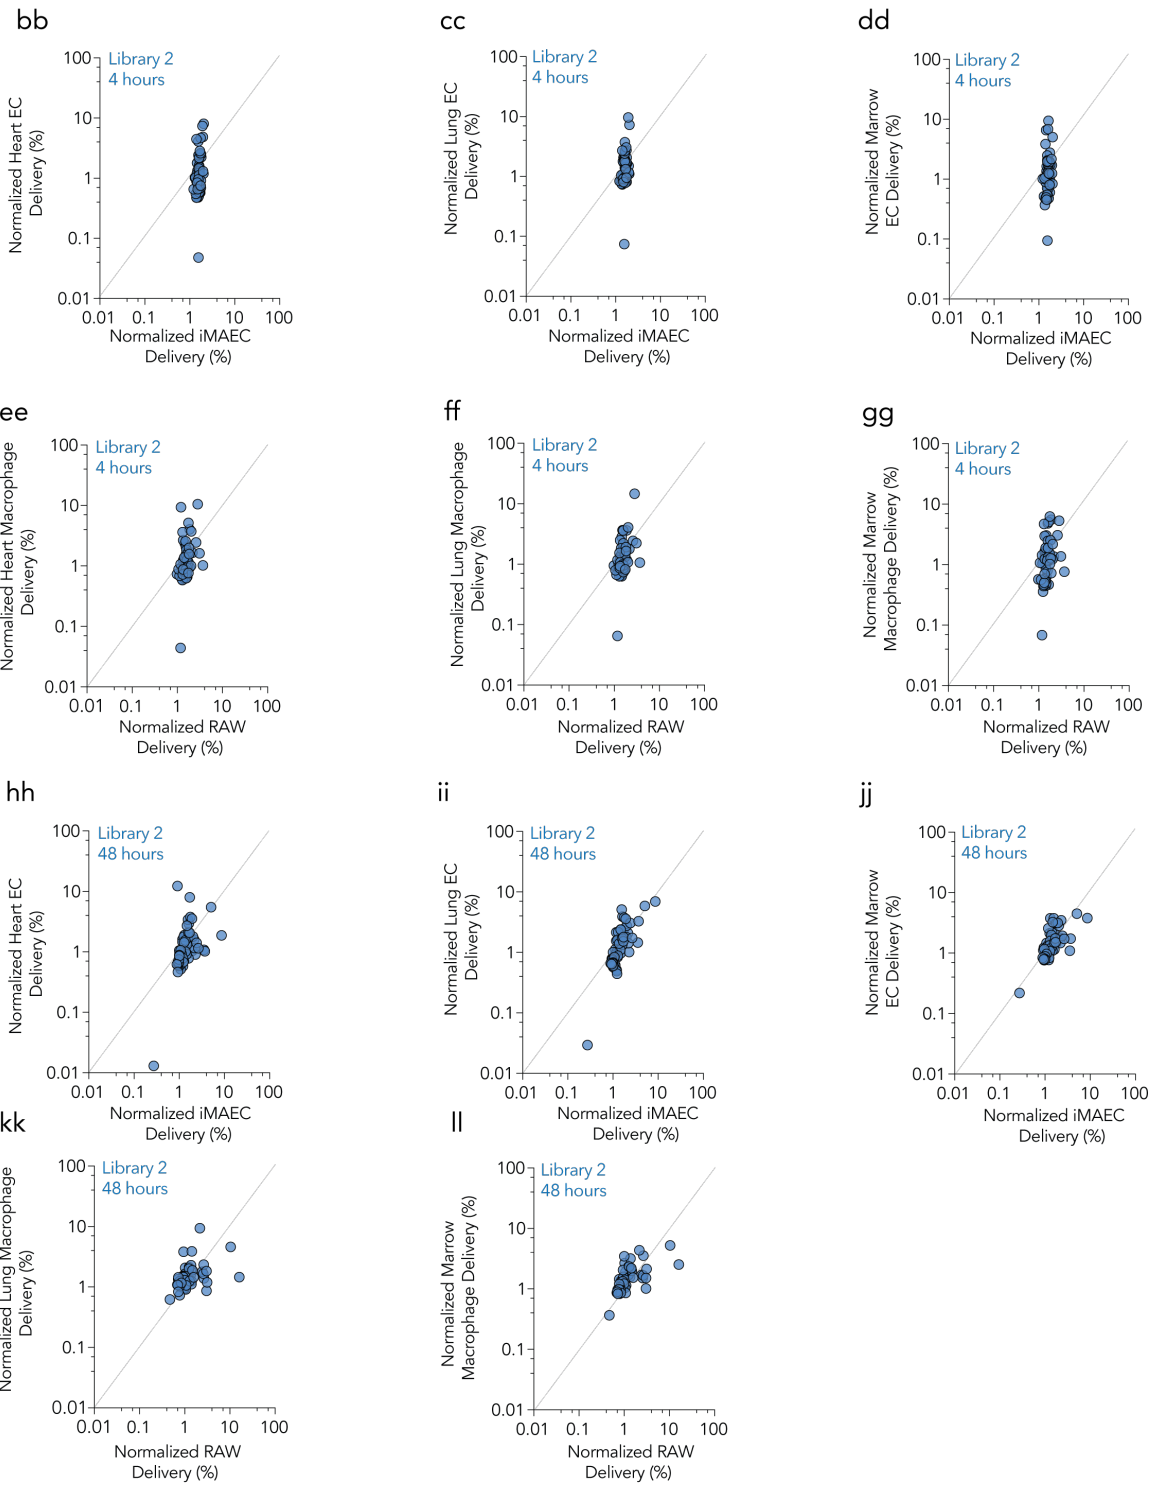 bb
Library 2
4 hours
Normalized Heart EC
Delivery (%)
100
10
1
0.1
0.01
0.01 0.1 1 10 100
Normalized iMAEC
Delivery (%)
cc
Library 2
4 hours
Normalized Lung EC
Delivery (%)
100
10
1
0.1
0.01
0.01 0.1 1 10 100
Normalized iMAEC
Delivery (%)
dd
Library 2
4 hours
Normalized Marrow
EC Delivery (%)
100
10
1
0.1
0.01
0.01 0.1 1 10 100
Normalized iMAEC
Delivery (%)
ee
Library 2
4 hours
Normalized Heart Macrophage
Delivery (%)
100
10
1
0.1
0.01
0.01 0.1 1 10 100
Normalized RAW
Delivery (%)
ff
Library 2
4 hours
Normalized Lung Macrophage
Delivery (%)
100
10
1
0.1
0.01
0.01 0.1 1 10 100
Normalized RAW
Delivery (%)
gg
Library 2
4 hours
Normalized Marrow
Macrophage Delivery (%)
100
10
1
0.1
0.01
0.01 0.1 1 10 100
Normalized RAW
Delivery (%)
hh
Library 2
48 hours
Normalized Heart EC
Delivery (%)
100
10
1
0.1
0.01
0.01 0.1 1 10 100
Normalized iMAEC
Delivery (%)
ii
Library 2
48 hours
Normalized Lung EC
Delivery (%)
100
10
1
0.1
0.01
0.01 0.1 1 10 100
Normalized iMAEC
Delivery (%)
jj
Library 2
48 hours
Normalized Marrow
EC Delivery (%)
100
10
1
0.1
0.01
0.01 0.1 1 10 100
Normalized iMAEC
Delivery (%)
kk
Library 2
48 hours
Normalized Lung Macrophage
Delivery (%)
100
10
1
0.1
0.01
0.01 0.1 1 10 100
Normalized RAW
Delivery (%)
ll
Library 2
48 hours
Normalized Marrow
Macrophage Delivery (%)
100
10
1
0.1
0.01
0.01 0.1 1 10 100
Normalized RAW
Delivery (%)